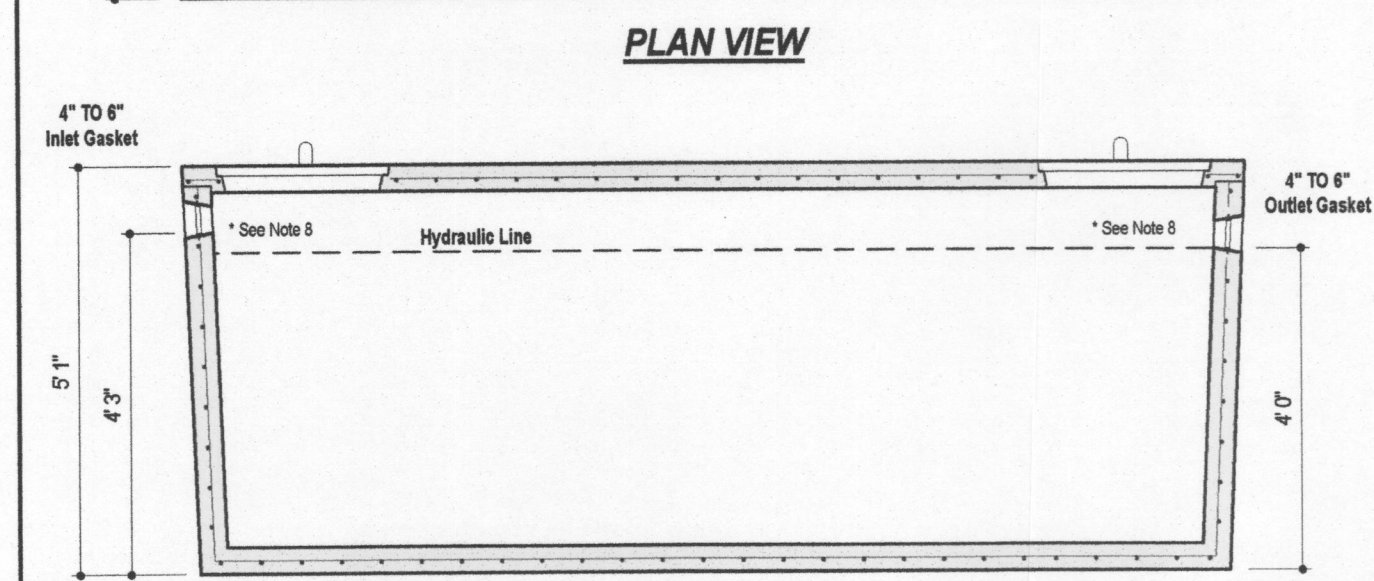 PLAN VIEW
4" TO 6"
Inlet Gasket
4" TO 6"
Outlet Gasket
* See Note 8
Hydraulic Line
* See Note 8
5' 1"
4' 3"
4' 0"